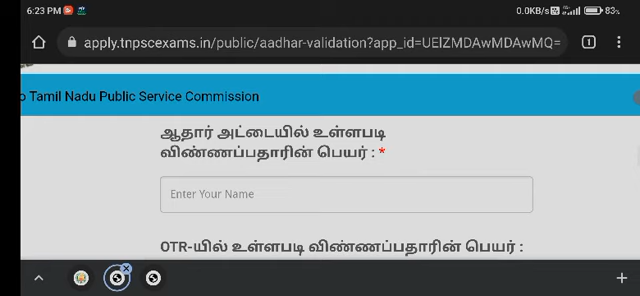 6:23 PM
0.0KB/s
83%
apply.tnpscexams.in/public/aadhar-validation?app_id=UElZMDAwMDAwMQ=
1
o Tamil Nadu Public Service Commission
ஆதார் அட்டையில் உள்ளபடி
விண்ணப்பதாரின் பெயர் : *
Enter Your Name
OTR-யில் உள்ளபடி விண்ணப்பதாரின் பெயர் :